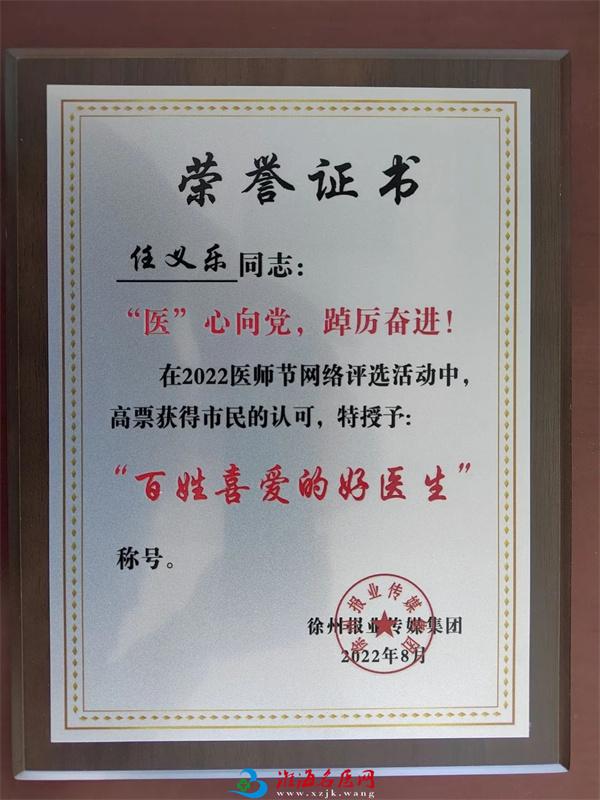 荣誉证书
任义乐同志：
“医”心向党，踔厉奋进！
在2022医师节网络评选活动中，
高票获得市民的认可，特授予：
“百姓喜爱的好医生”
称号。
徐州报业传媒集团
2022年8月
淮海名医网
www.xzjk.wang